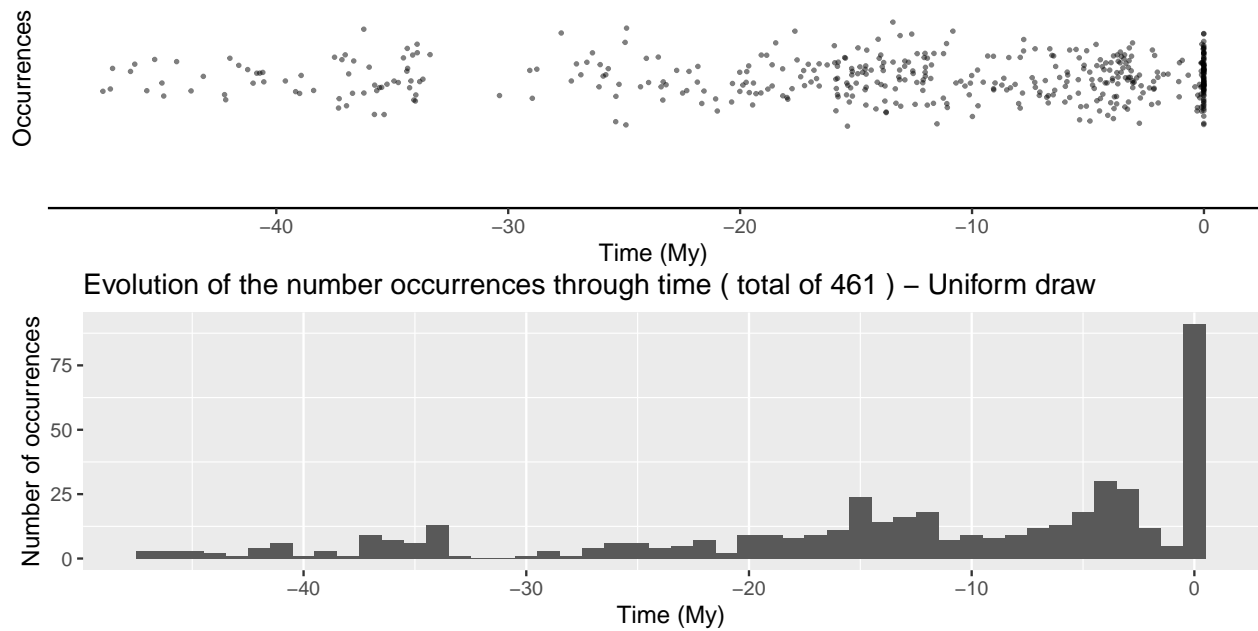 Occurrences
−40 −30 −20 −10 0
Time (My)
Evolution of the number occurrences through time ( total of 461 ) − Uniform draw
Number of occurrences
75
50
25
0
−40 −30 −20 −10 0
Time (My)